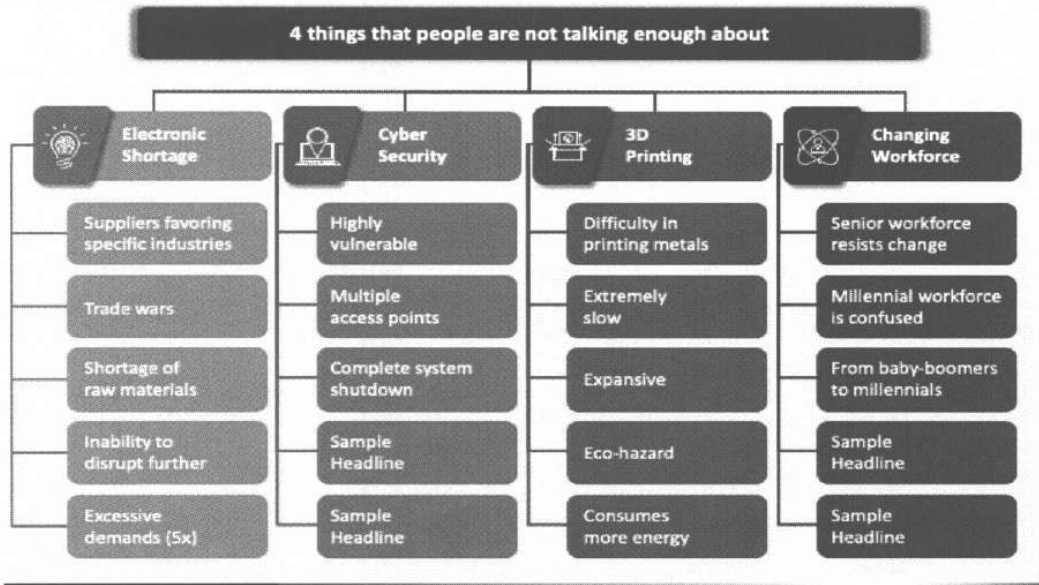 4 things that people are not talking enough about
Electronic
Shortage
Suppliers favoring
specific industries
Trade wars
Shortage of
raw materials
Inability to
disrupt further
Excessive
demands (5x)
Cyber
Security
Highly
vulnerable
Multiple
access points
Complete system
shutdown
Sample
Headline
Sample
Headline
3D
Printing
Difficulty in
printing metals
Extremely
slow
Expansive
Eco-hazard
Consumes
more energy
Changing
Workforce
Senior workforce
resists change
Millennial workforce
is confused
From baby-boomers
to millennials
Sample
Headline
Sample
Headline